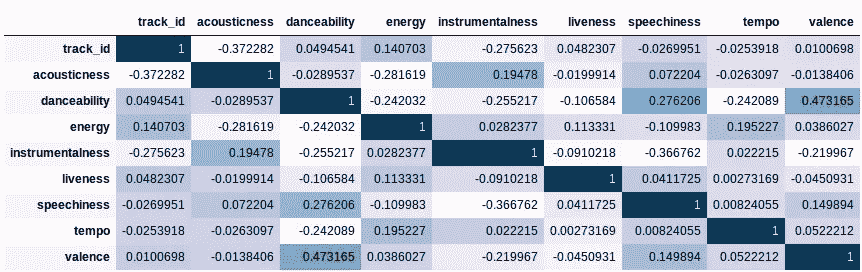 track_id acousticness danceability energy instrumentalness liveness speechiness tempo valence
track_id 1 -0.372282 0.0494541 0.140703 -0.275623 0.0482307 -0.0269951 -0.0253918 0.0100698
acousticness -0.372282 1 -0.0289537 -0.281619 0.19478 -0.0199914 0.072204 -0.0263097 -0.0138406
danceability 0.0494541 -0.0289537 1 -0.242032 -0.255217 -0.106584 0.276206 -0.242089 0.473165
energy 0.140703 -0.281619 -0.242032 1 0.0282377 0.113331 -0.109983 0.195227 0.0386027
instrumentalness -0.275623 0.19478 -0.255217 0.0282377 1 -0.0910218 -0.366762 0.022215 -0.219967
liveness 0.0482307 -0.0199914 -0.106584 0.113331 -0.0910218 1 0.0411725 0.00273169 -0.0450931
speechiness -0.0269951 0.072204 0.276206 -0.109983 -0.366762 0.0411725 1 0.00824055 0.149894
tempo -0.0253918 -0.0263097 -0.242089 0.195227 0.022215 0.00273169 0.00824055 1 0.0522212
valence 0.0100698 -0.0138406 0.473165 0.0386027 -0.219967 -0.0450931 0.149894 0.0522212 1